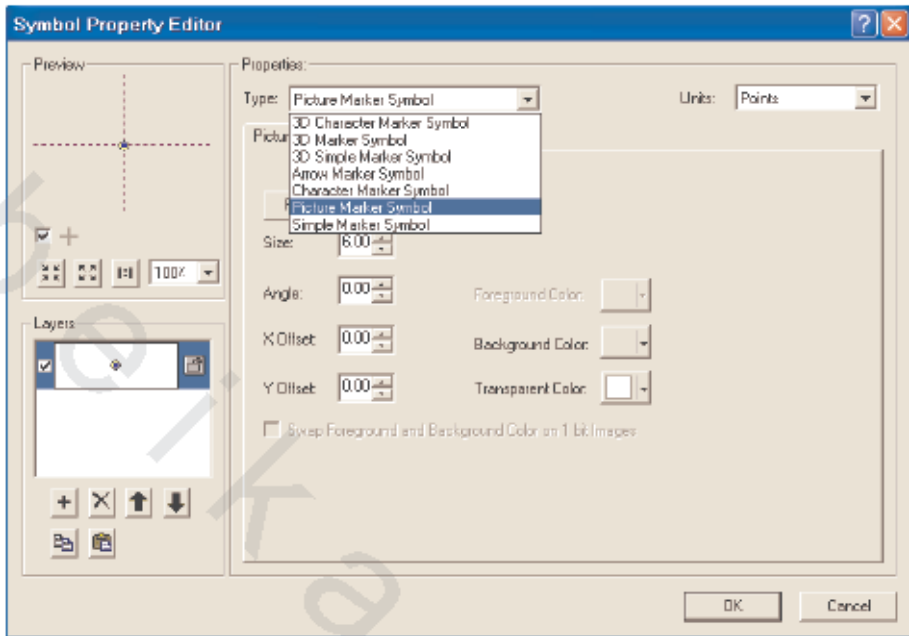 Symbol Property Editor
Preview
Properties:
Type: Picture Marker Symbol
Units: Points
3D Character Marker Symbol
3D Marker Symbol
3D Simple Marker Symbol
Arrow Marker Symbol
Character Marker Symbol
Picture Marker Symbol
Simple Marker Symbol
100%
Size: 6.00
Angle: 0.00
Foreground Color:
Layers
X Offset: 0.00
Background Color:
Y Offset: 0.00
Transparent Color:
Swap Foreground and Background Color on 1 bit Images
OK
Cancel